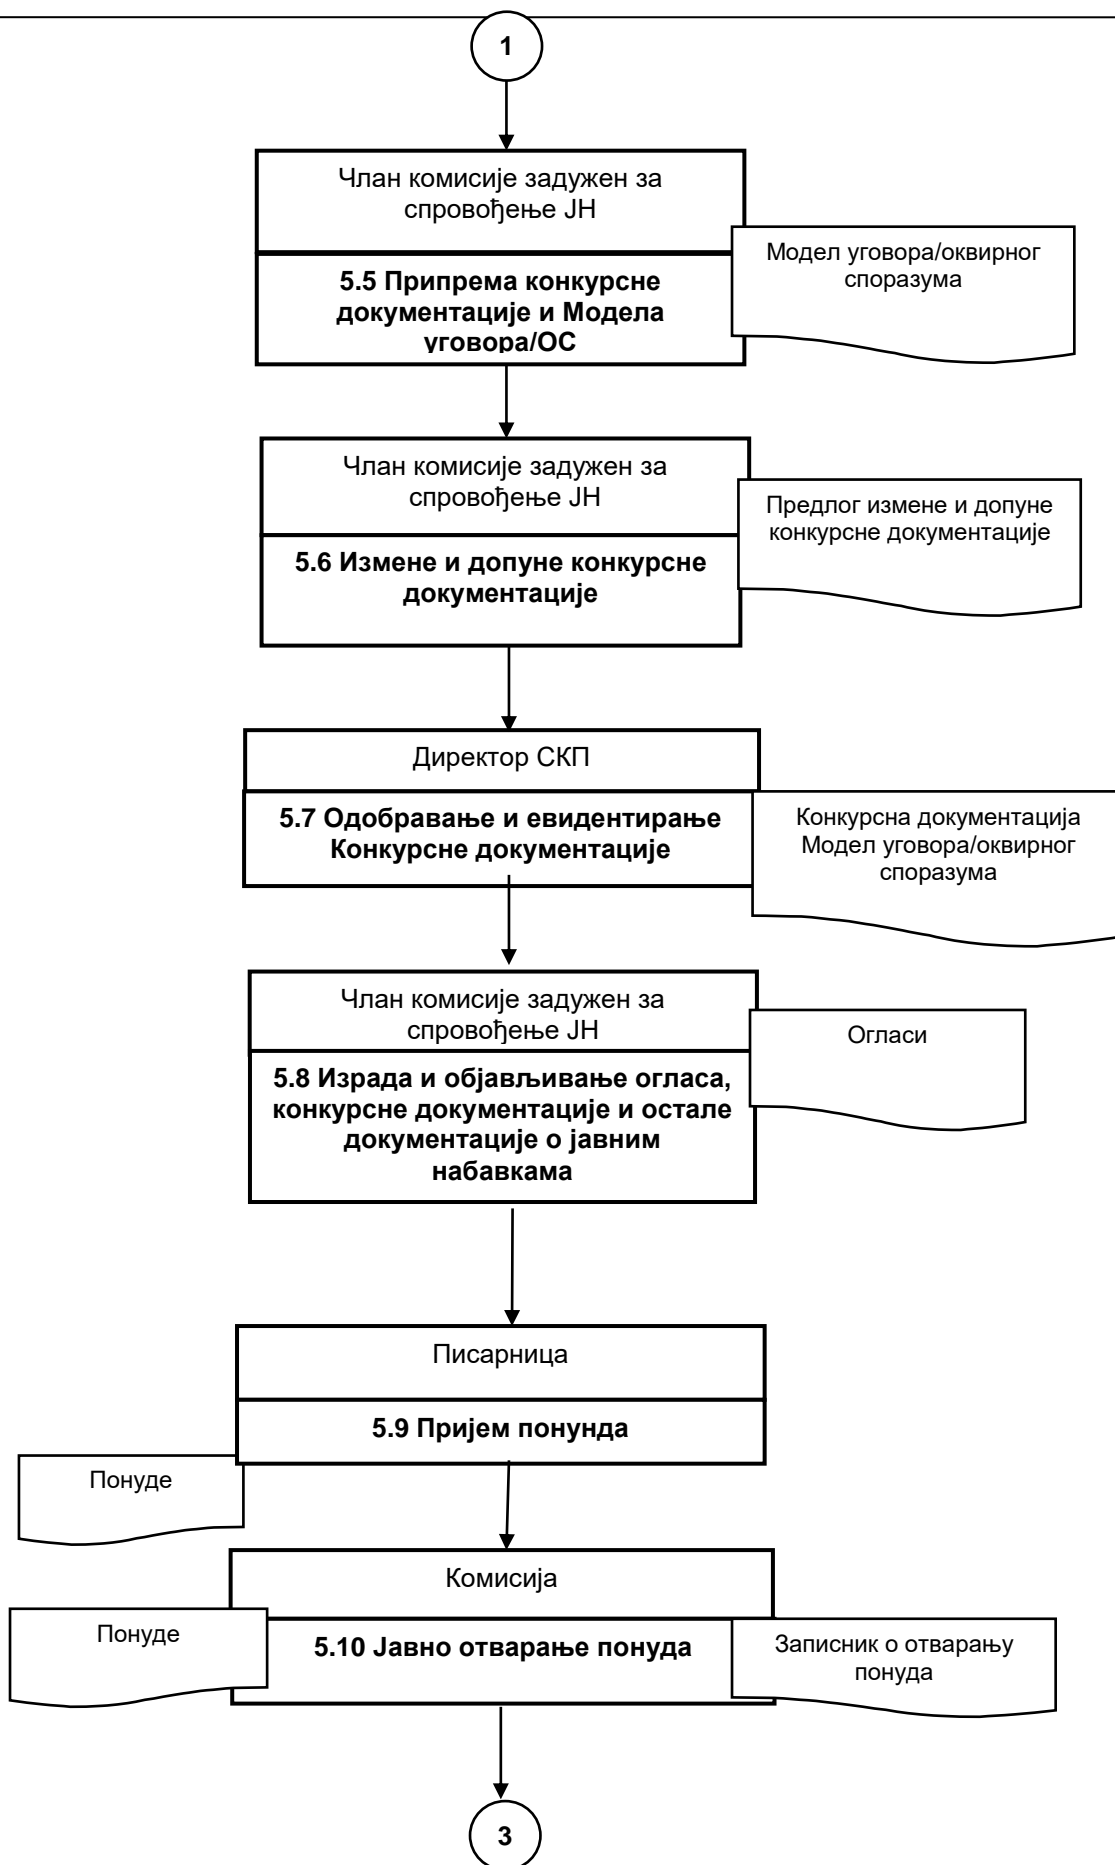 1
Члан комисије задужен за
спровођење ЈН
5.5 Припрема конкурсне
документације и Модела
уговора/ОС
Модел уговора/оквирног
споразума
Члан комисије задужен за
спровођење ЈН
5.6 Измене и допуне конкурсне
документације
Предлог измене и допуне
конкурсне документације
Директор СКП
5.7 Одобравање и евидентирање
Конкурсне документације
Конкурсна документација
Модел уговора/оквирног
споразума
Члан комисије задужен за
спровођење ЈН
5.8 Израда и објављивање огласа,
конкурсне документације и остале
документације о јавним
набавкама
Огласи
Писарница
5.9 Пријем понунда
Понуде
Комисија
5.10 Јавно отварање понуда
Понуде
Записник о отварању
понуда
3